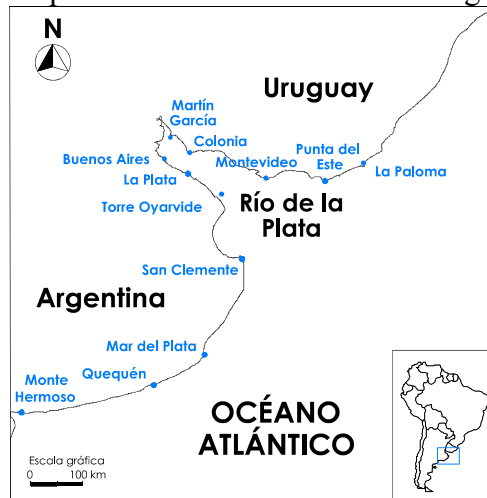 N
Uruguay
Martín
García
Colonia
Buenos Aires
Montevideo
Punta del
Este
La Paloma
La Plata
Torre Oyarvide
Río de la
Plata
San Clemente
Argentina
Mar del Plata
Quequén
Monte
Hermoso
OCÉANO
ATLÁNTICO
Escala gráfica
0 100 km